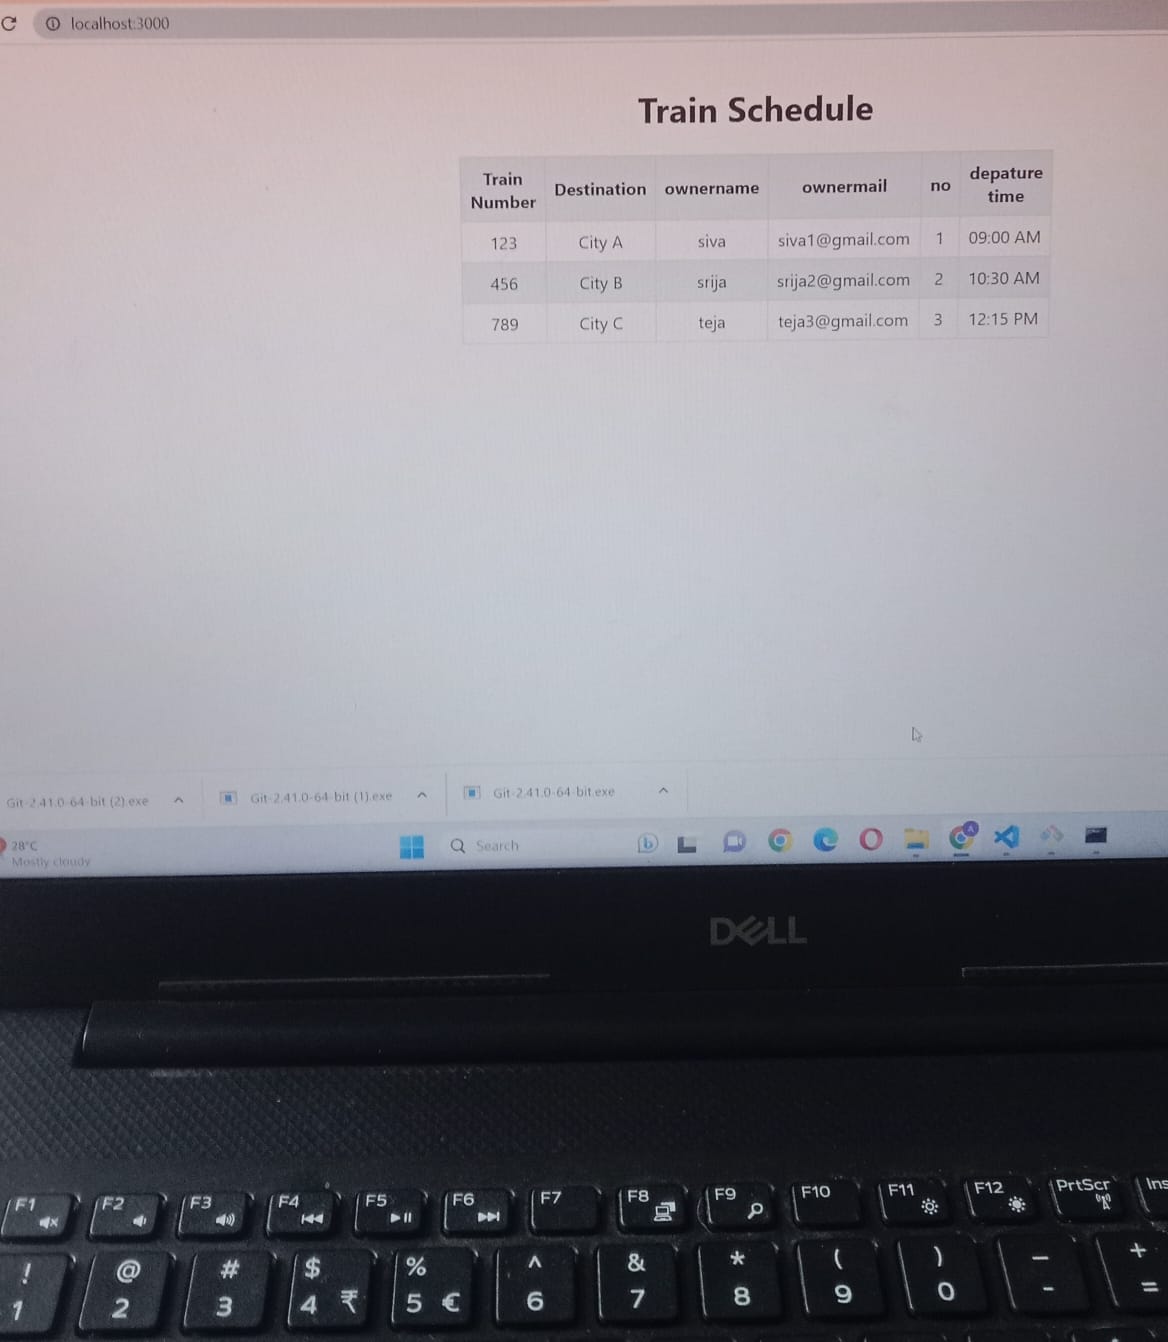 localhost:3000
Train Schedule
Train Number Destination ownername ownermail no depature time
123 City A siva siva1@gmail.com 1 09:00 AM
456 City B srija srija2@gmail.com 2 10:30 AM
789 City C teja teja3@gmail.com 3 12:15 PM
Git-2.41.0-64-bit (2).exe Git-2.41.0-64-bit (1).exe Git-2.41.0-64-bit.exe
28°C
Mostly cloudy
Search
DELL
F1 F2 F3 F4 F5 F6 F7 F8 F9 F10 F11 F12 PrtScr Ins
! @ # $ % ^ & * ( ) _ +
1 2 3 4 ₹ 5 € 6 7 8 9 0 - =